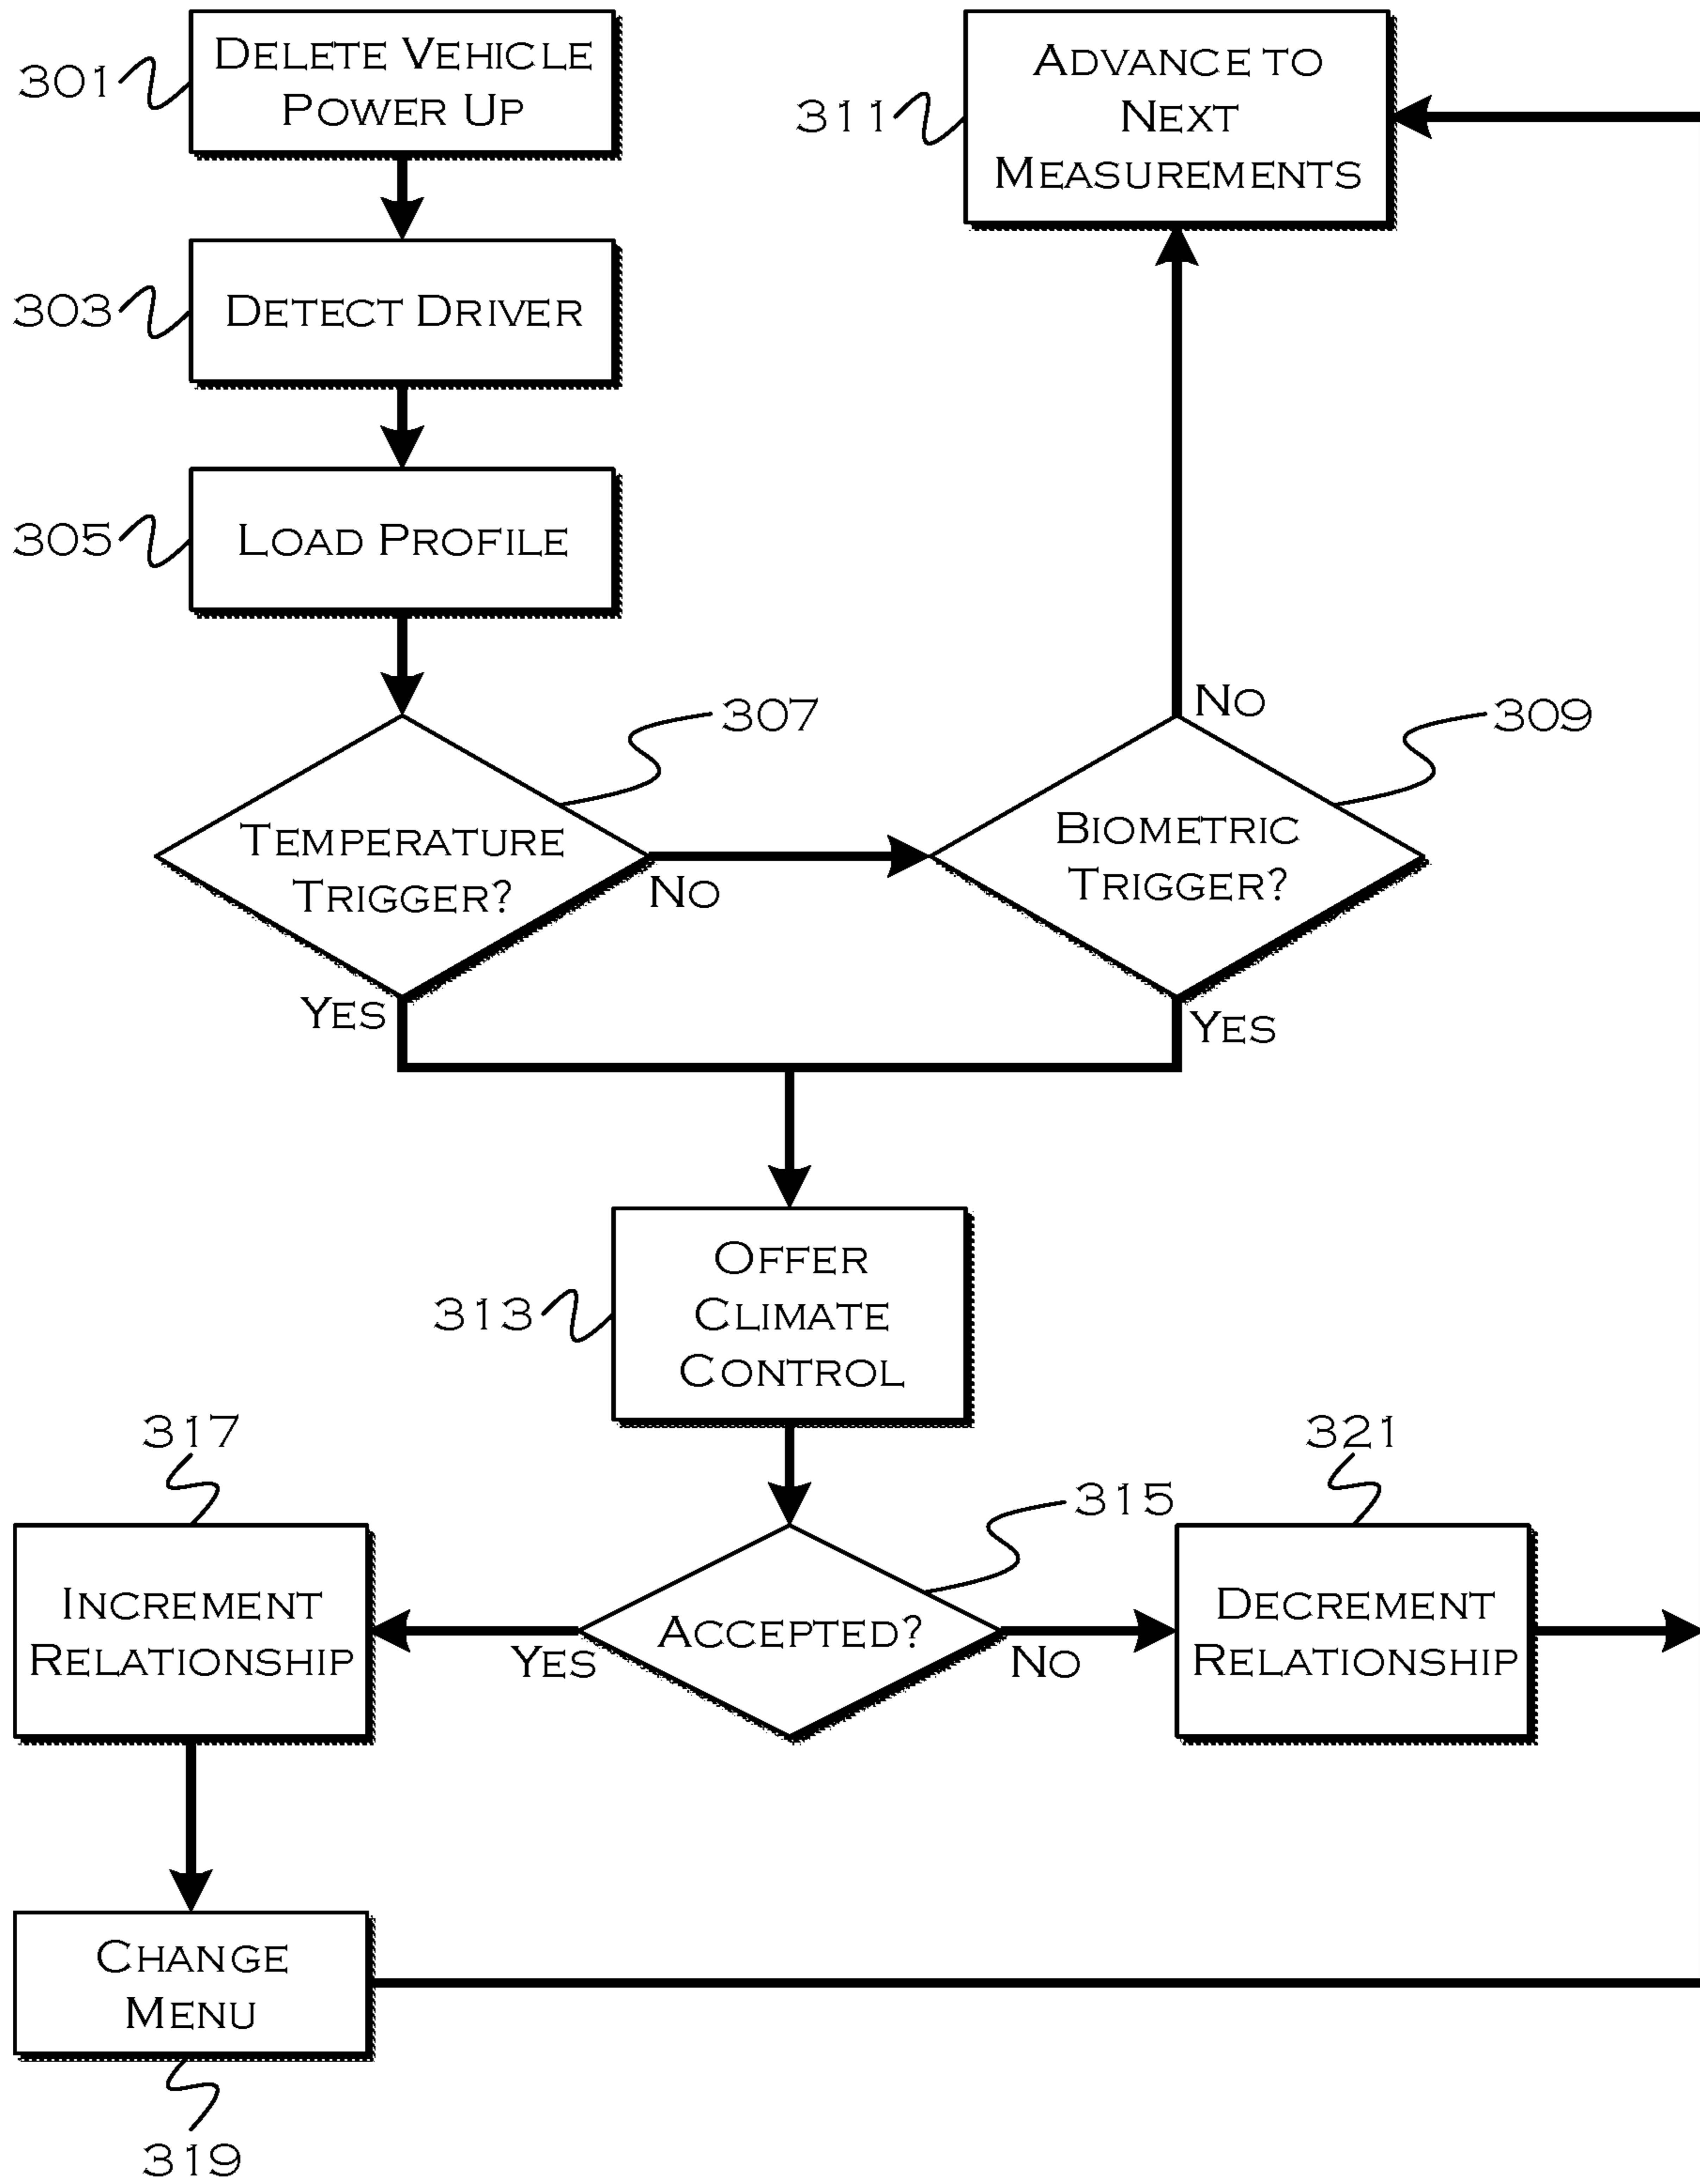 301
DELETE VEHICLE
POWER UP
311
ADVANCE TO
NEXT
MEASUREMENTS
303
DETECT DRIVER
305
LOAD PROFILE
307
TEMPERATURE
TRIGGER?
NO
309
BIOMETRIC
TRIGGER?
NO
YES
YES
313
OFFER
CLIMATE
CONTROL
315
ACCEPTED?
YES
NO
317
INCREMENT
RELATIONSHIP
321
DECREMENT
RELATIONSHIP
CHANGE
MENU
319